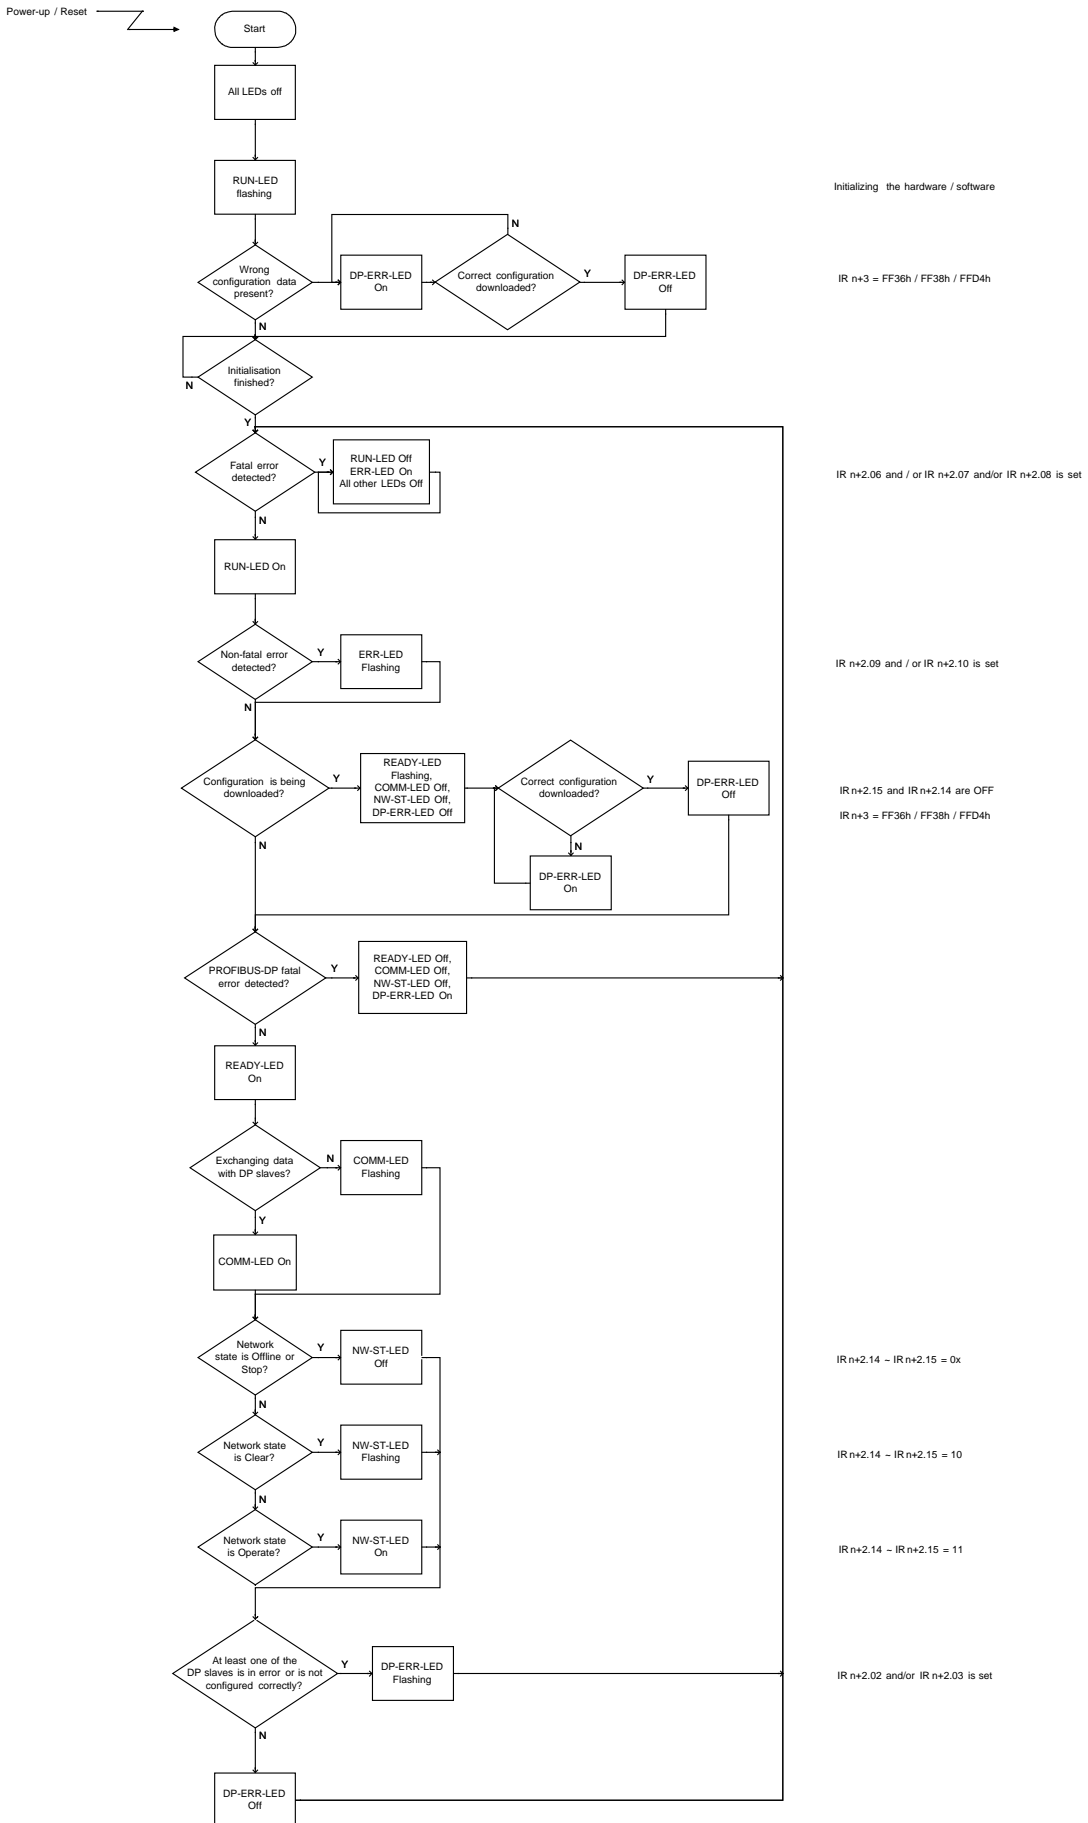 Power-up / Reset
Start
All LEDs off
RUN-LED
flashing
Initializing the hardware / software
N
Wrong
configuration data
present?
DP-ERR-LED
On
Correct configuration
downloaded?
Y
DP-ERR-LED
Off
IR n+3 = FF36h / FF38h / FFD4h
N
Initialisation
finished?
N
Y
Fatal error
detected?
Y
RUN-LED Off
ERR-LED On
All other LEDs Off
IR n+2.06 and / or IR n+2.07 and/or IR n+2.08 is set
N
RUN-LED On
Non-fatal error
detected?
Y
ERR-LED
Flashing
IR n+2.09 and / or IR n+2.10 is set
N
Configuration is being
downloaded?
Y
READY-LED
Flashing,
COMM-LED Off,
NW-ST-LED Off,
DP-ERR-LED Off
Correct configuration
downloaded?
Y
DP-ERR-LED
Off
IR n+2.15 and IR n+2.14 are OFF
IR n+3 = FF36h / FF38h / FFD4h
N
N
DP-ERR-LED
On
PROFIBUS-DP fatal
error detected?
Y
READY-LED Off,
COMM-LED Off,
NW-ST-LED Off,
DP-ERR-LED On
N
READY-LED
On
Exchanging data
with DP slaves?
N
COMM-LED
Flashing
Y
COMM-LED On
Network
state is Offline or
Stop?
Y
NW-ST-LED
Off
IR n+2.14 ~ IR n+2.15 = 0x
N
Network state
is Clear?
Y
NW-ST-LED
Flashing
IR n+2.14 ~ IR n+2.15 = 10
N
Network state
is Operate?
Y
NW-ST-LED
On
IR n+2.14 ~ IR n+2.15 = 11
At least one of the
DP slaves is in error or is not
configured correctly?
Y
DP-ERR-LED
Flashing
IR n+2.02 and/or IR n+2.03 is set
N
DP-ERR-LED
Off